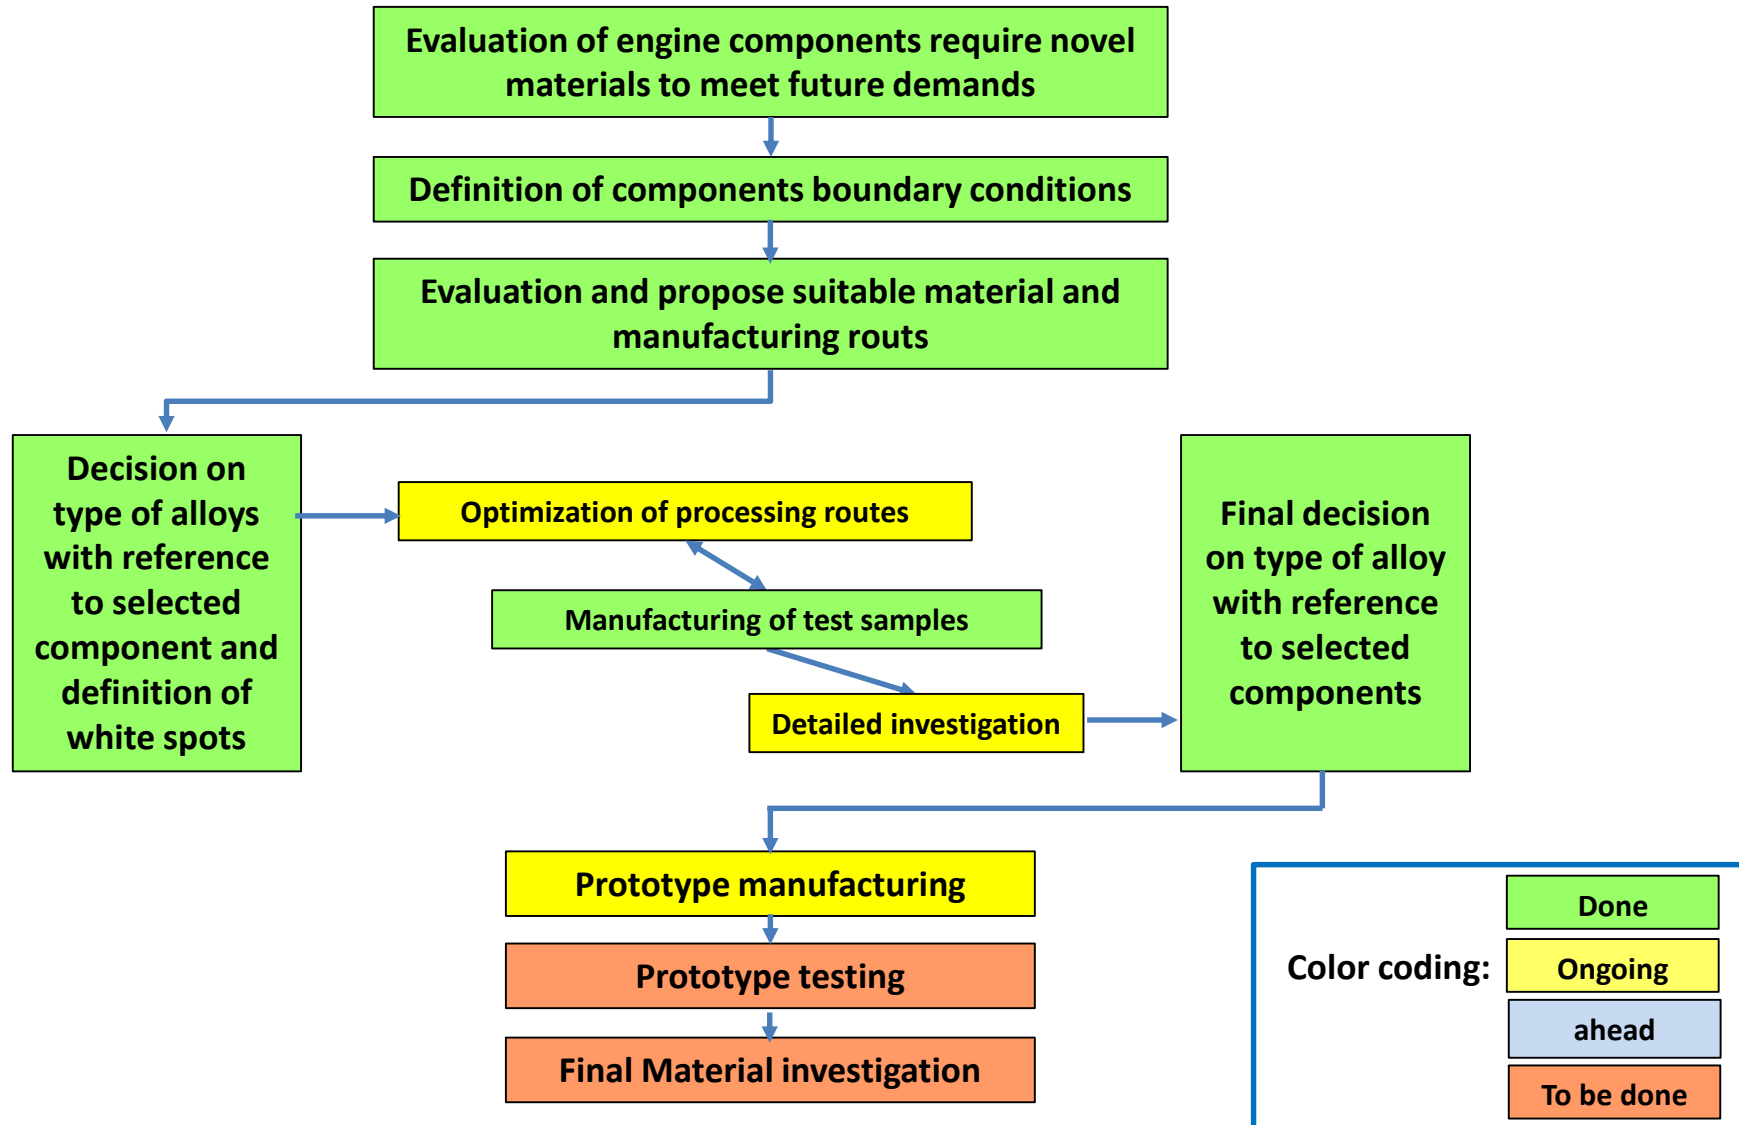 Evaluation of engine components require novel
materials to meet future demands
Definition of components boundary conditions
Evaluation and propose suitable material and
manufacturing routs
Decision on
type of alloys
with reference
to selected
component and
definition of
white spots
Optimization of processing routes
Manufacturing of test samples
Detailed investigation
Final decision
on type of alloy
with reference
to selected
components
Prototype manufacturing
Prototype testing
Final Material investigation
Color coding:
Done
Ongoing
ahead
To be done